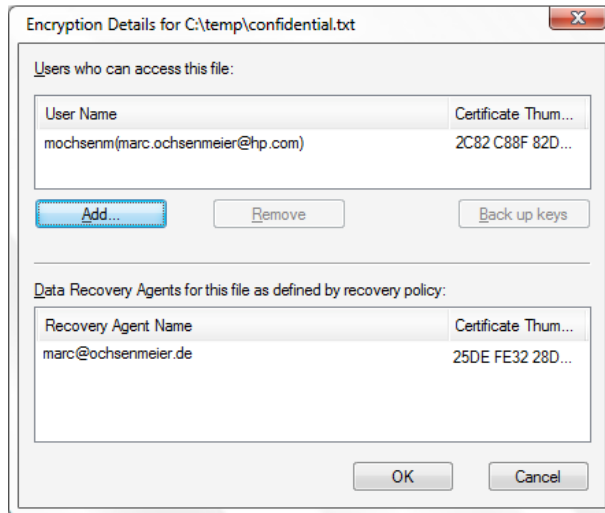 Encryption Details for C:\temp\confidential.txt
Users who can access this file:
User Name Certificate Thum...
mochsenm(marc.ochsenmeier@hp.com) 2C82 C88F 82D...
Add... Remove Back up keys
Data Recovery Agents for this file as defined by recovery policy:
Recovery Agent Name Certificate Thum...
marc@ochsenmeier.de 25DE FE32 28D...
OK Cancel